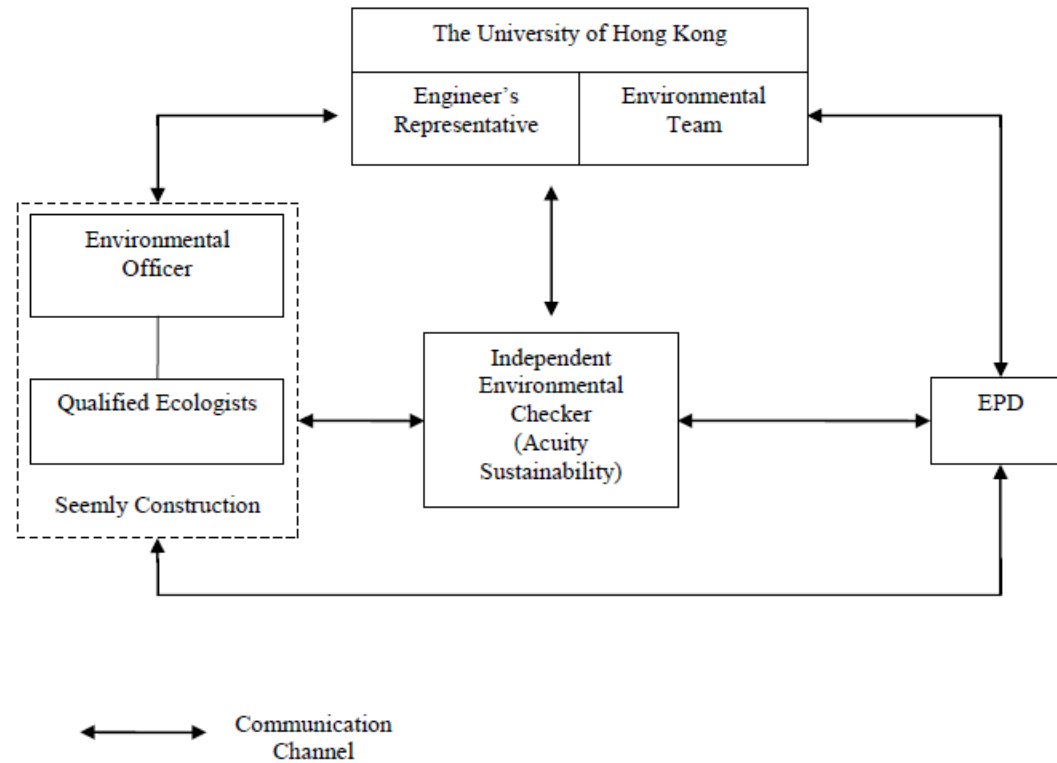 The University of Hong Kong
Engineer’s
Representative
Environmental
Team
Environmental
Officer
Qualified Ecologists
Seemly Construction
Independent
Environmental
Checker
(Acuity
Sustainability)
EPD
Communication
Channel